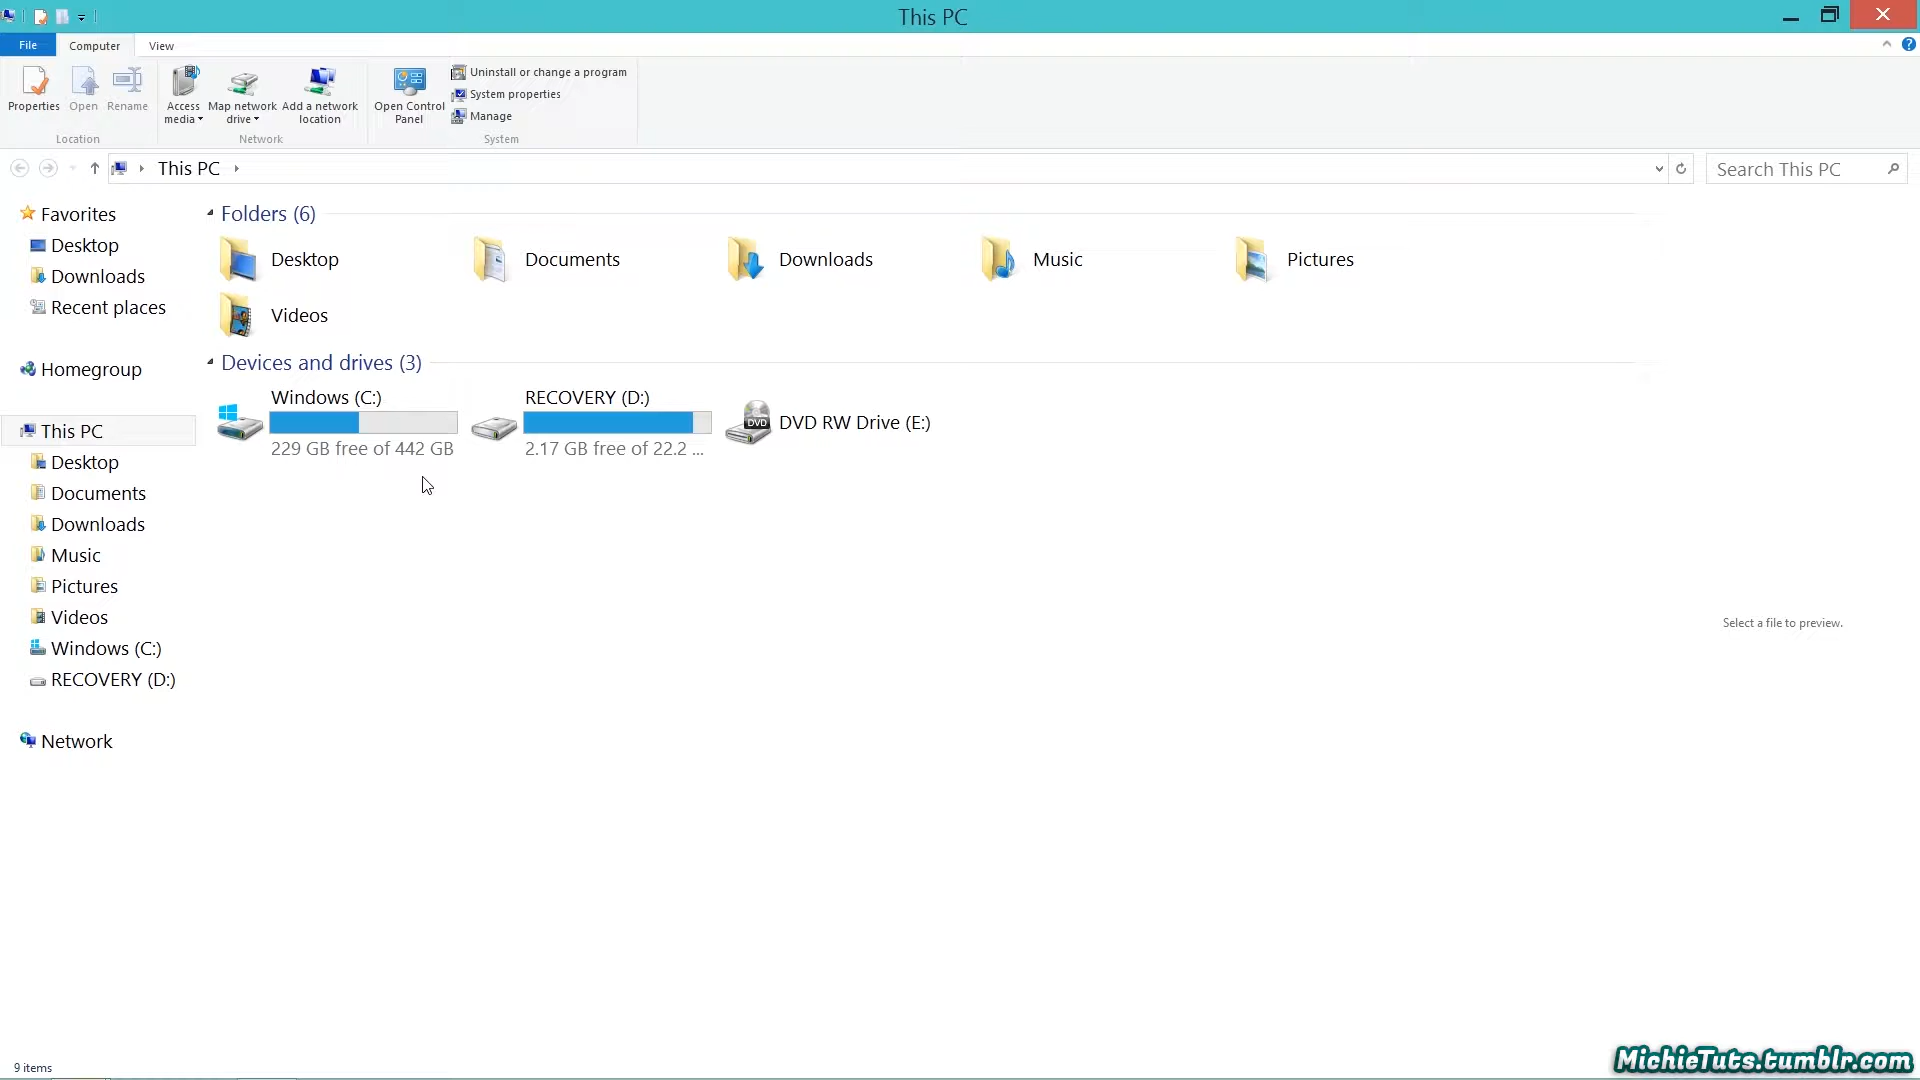 This PC
File Computer View
Properties Open Rename Access media Map network drive Add a network location Open Control Panel Uninstall or change a program
System properties
Manage
Location Network System
This PC
Search This PC
Favorites
Desktop
Downloads
Recent places
Homegroup
This PC
Desktop
Documents
Downloads
Music
Pictures
Videos
Windows (C:)
RECOVERY (D:)
Network
Folders (6)
Desktop Documents Downloads Music Pictures
Videos
Devices and drives (3)
Windows (C:)
229 GB free of 442 GB
RECOVERY (D:)
2.17 GB free of 22.2 ...
DVD
DVD RW Drive (E:)
Select a file to preview.
9 items
MichieTuts.tumblr.com